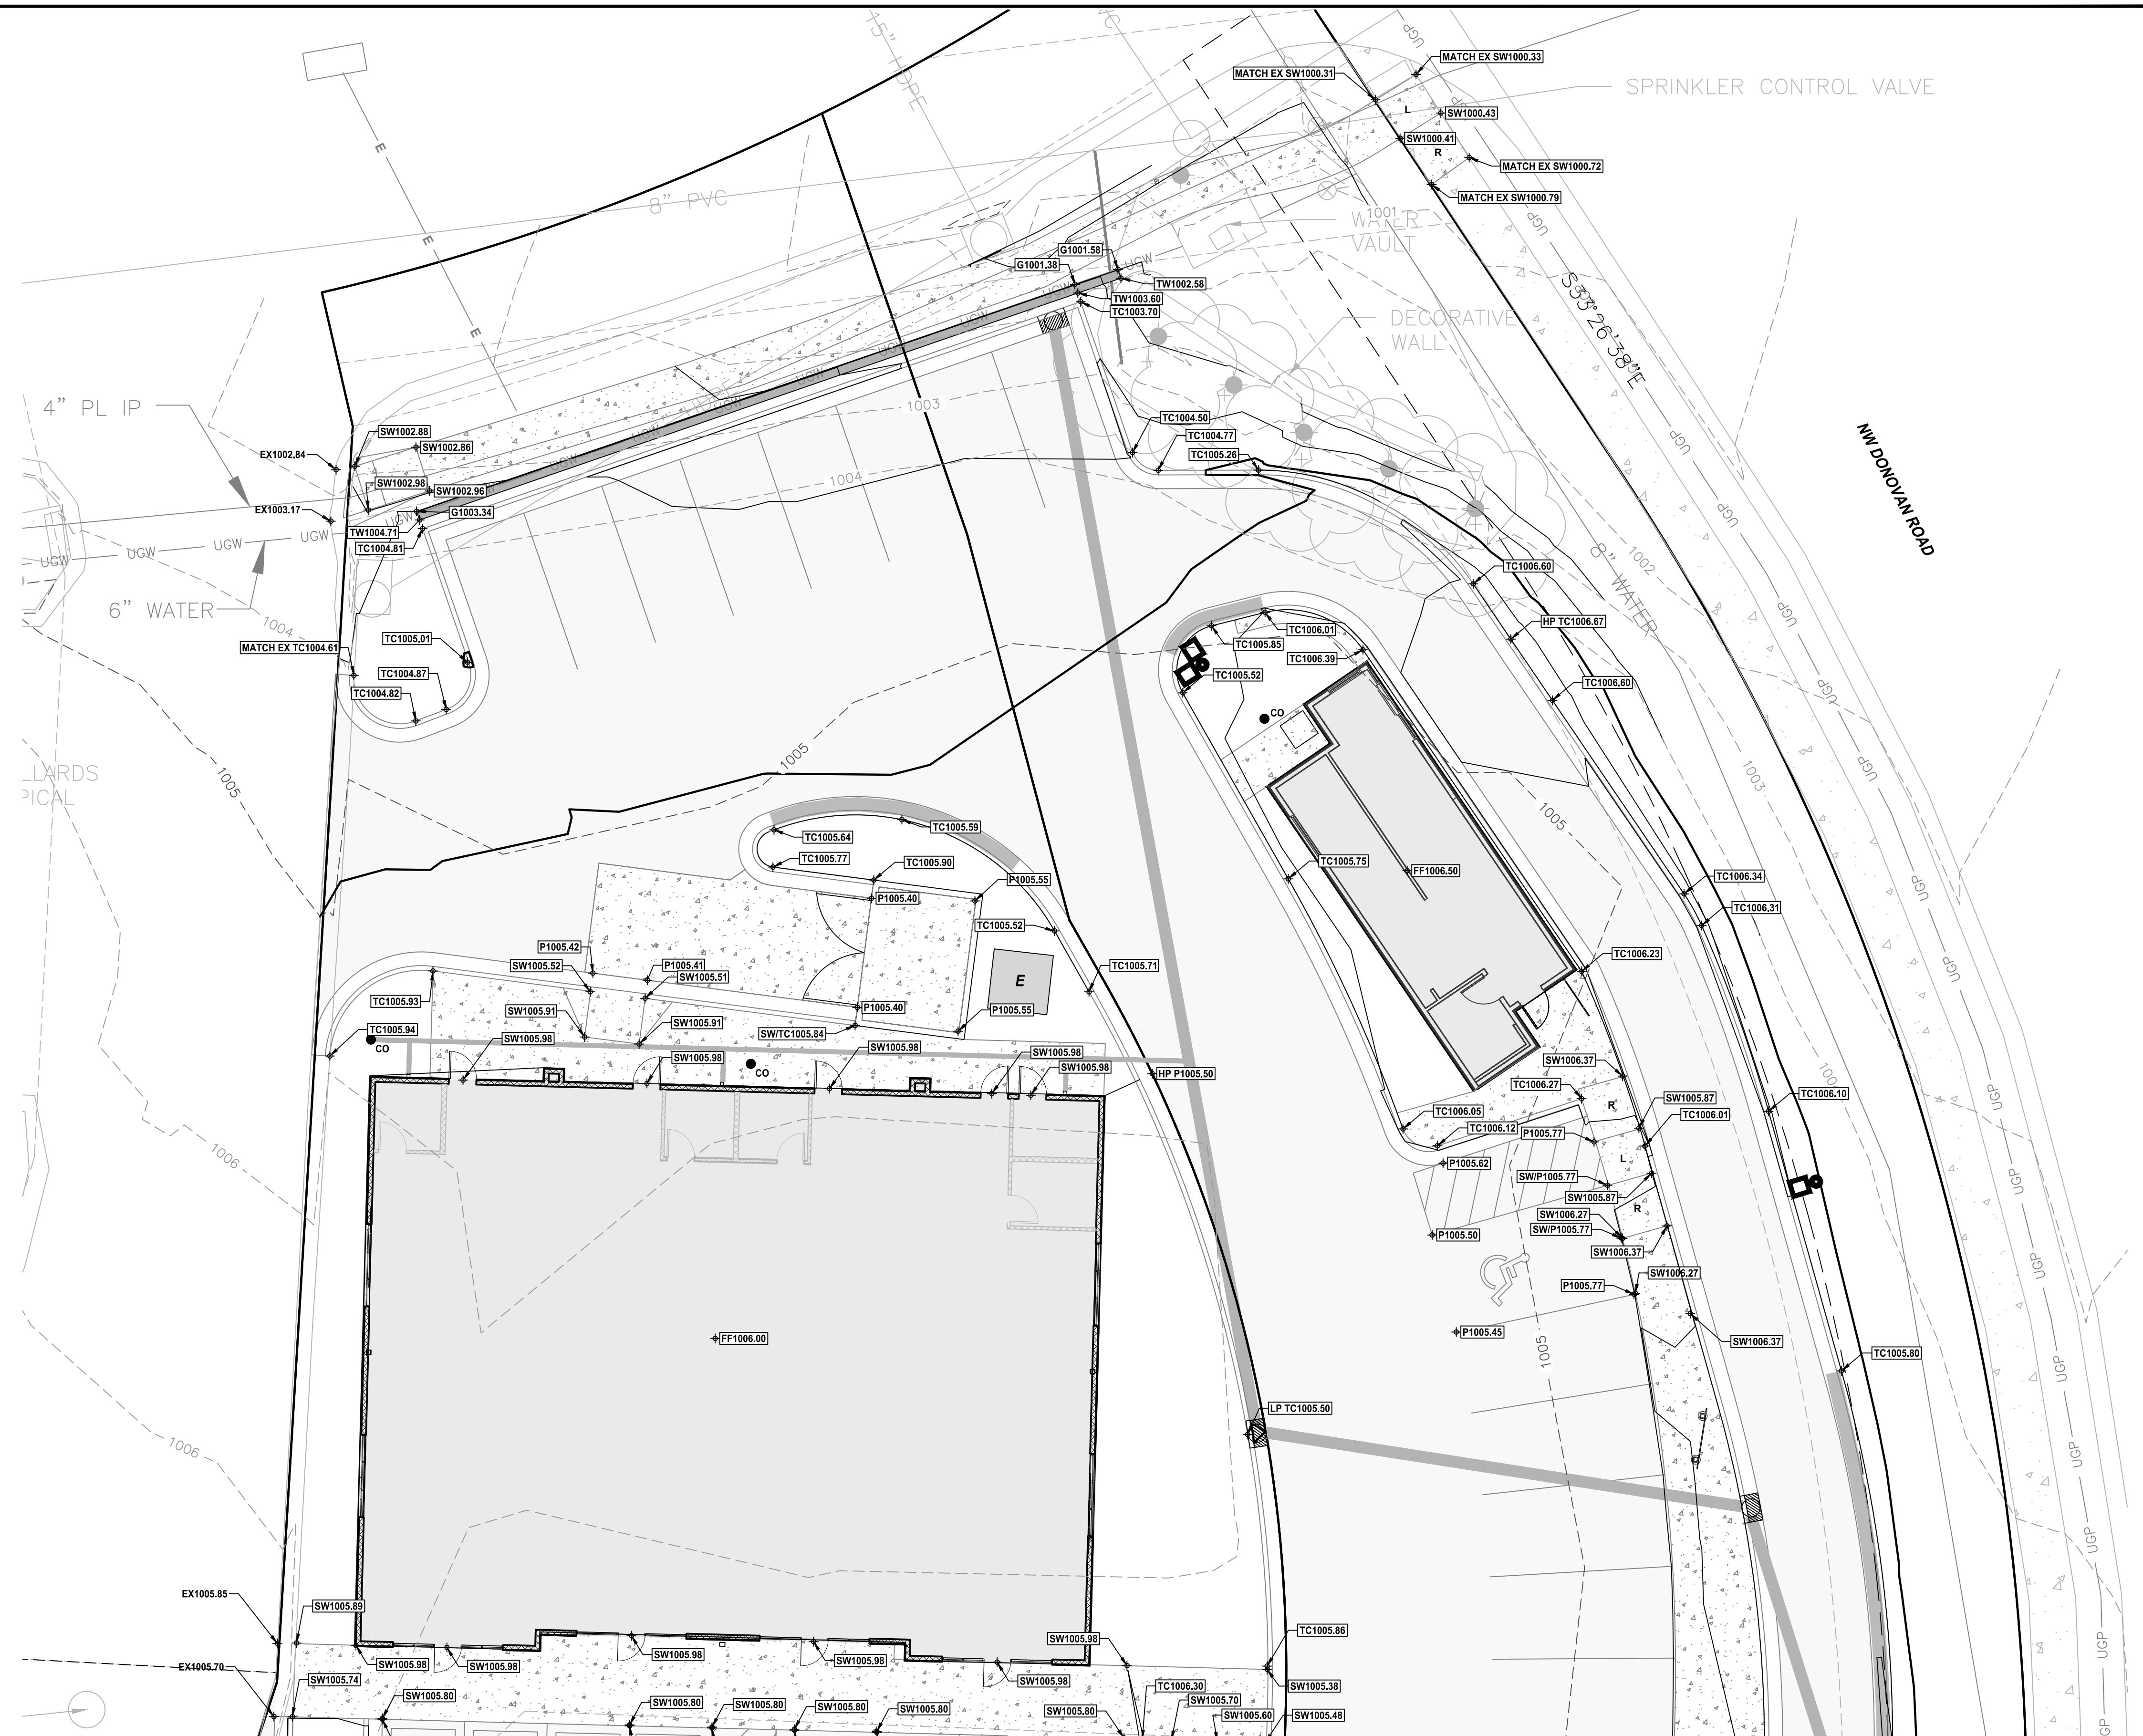 15" HDPE
UGP
MATCH EX SW1000.33
MATCH EX SW1000.31
SPRINKLER CONTROL VALVE
L
SW1000.43
SW1000.41
R
MATCH EX SW1000.72
MATCH EX SW1000.79
E
8" PVC
1001
WATER
VAULT
UGP
G1001.58
G1001.38
UGW
TW1002.58
TW1003.60
TC1003.70
S33°26'38"E
DECORATIVE
WALL
4" PL IP
1003
TC1004.50
TC1004.77
TC1005.26
NW DONOVAN ROAD
SW1002.88
EX1002.84
SW1002.86
SW1002.98
SW1002.96
1004
EX1003.17
G1003.34
TW1004.71
TC1004.81
UGW
UGW
UGW
UGW
6" WATER
1004
8" WATER
1002
TC1006.60
HP TC1006.67
MATCH EX TC1004.61
TC1005.01
TC1004.87
TC1004.82
TC1006.01
TC1005.85
TC1006.39
TC1005.52
TC1006.60
CO
1005
1005
1005
1003
LLARDS
PICAL
TC1005.64
TC1005.59
TC1005.77
TC1005.90
P1005.55
P1005.40
TC1005.52
TC1005.75
FF1006.50
TC1006.34
TC1006.31
P1005.42
SW1005.52
P1005.41
SW1005.51
E
TC1005.71
TC1006.23
TC1005.93
SW1005.91
SW1005.91
P1005.40
SW/TC1005.84
P1005.55
TC1005.94
CO
SW1005.98
SW1005.98
CO
SW1005.98
SW1005.98
SW1005.98
HP P1005.50
SW1006.37
TC1006.27
R
SW1005.87
TC1006.01
TC1006.10
TC1006.05
TC1006.12
P1005.77
L
P1005.62
SW/P1005.77
SW1005.87
R
SW1006.27
SW/P1005.77
P1005.50
SW1006.37
1006
P1005.77
SW1006.27
P1005.45
SW1006.37
1005
FF1006.00
TC1005.80
LP TC1005.50
1006
UGP
EX1005.85
SW1005.89
SW1005.98
SW1005.98
SW1005.98
SW1005.98
SW1005.98
SW1005.98
TC1005.86
SW1005.38
EX1005.70
SW1005.74
SW1005.80
SW1005.80
SW1005.80
SW1005.80
SW1005.80
SW1005.80
TC1006.30
SW1005.70
SW1005.60
SW1005.48